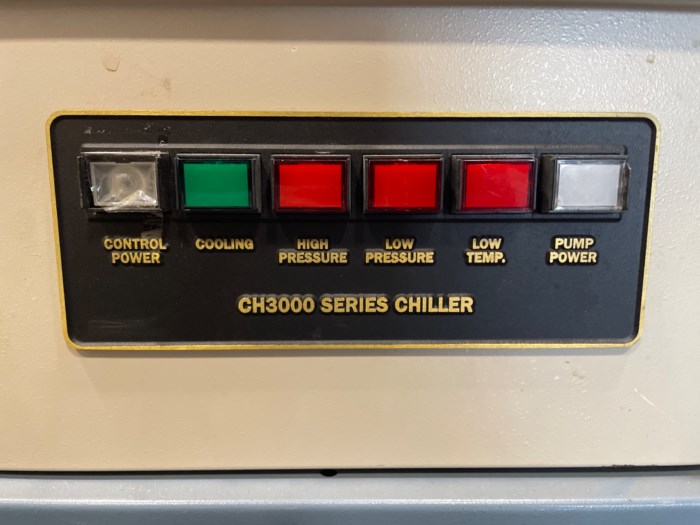 CONTROL
POWER
COOLING
HIGH
PRESSURE
LOW
PRESSURE
LOW
TEMP.
PUMP
POWER
CH3000 SERIES CHILLER